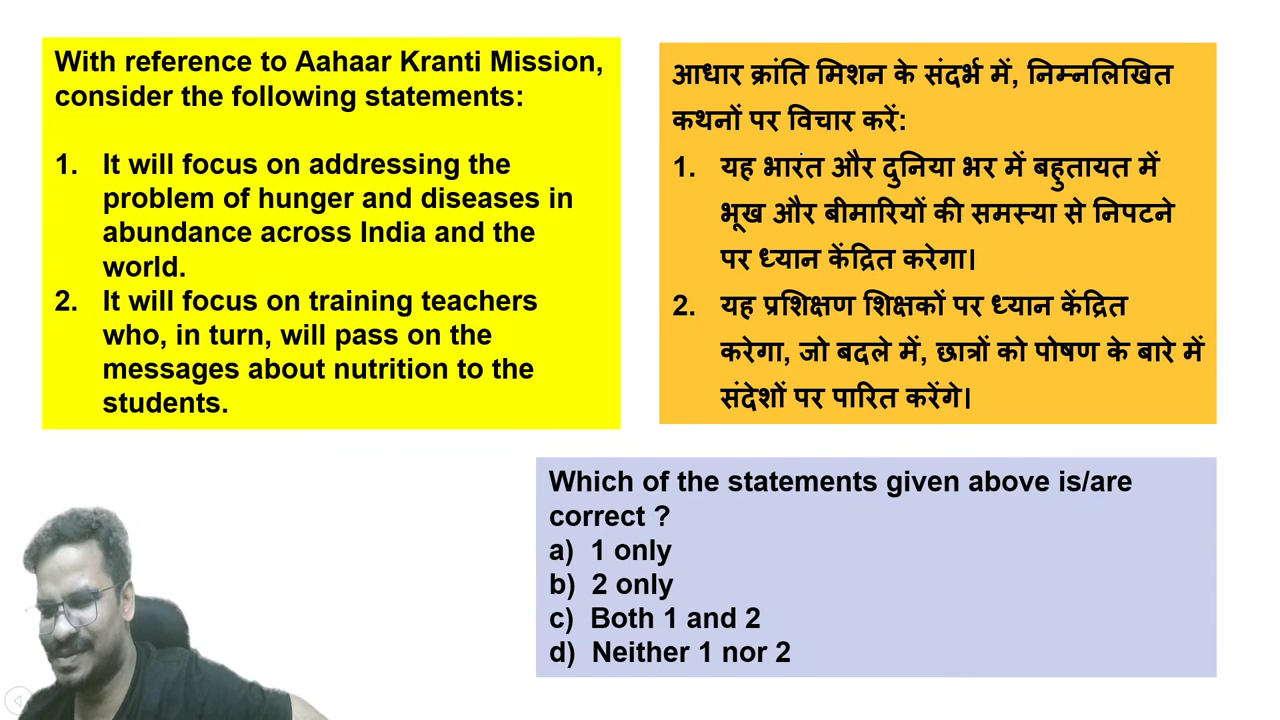 With reference to Aahaar Kranti Mission,
consider the following statements:
1. It will focus on addressing the
problem of hunger and diseases in
abundance across India and the
world.
2. It will focus on training teachers
who, in turn, will pass on the
messages about nutrition to the
students.
आधार क्रांति मिशन के संदर्भ में, निम्नलिखित
कथनों पर विचार करें:
1. यह भारंत और दुनिया भर में बहुतायत में
भूख और बीमारियों की समस्या से निपटने
पर ध्यान केंद्रित करेगा।
2. यह प्रशिक्षण शिक्षकों पर ध्यान केंद्रित
करेगा, जो बदले में, छात्रों को पोषण के बारे में
संदेशों पर पारित करेंगे।
Which of the statements given above is/are
correct ?
a) 1 only
b) 2 only
c) Both 1 and 2
d) Neither 1 nor 2